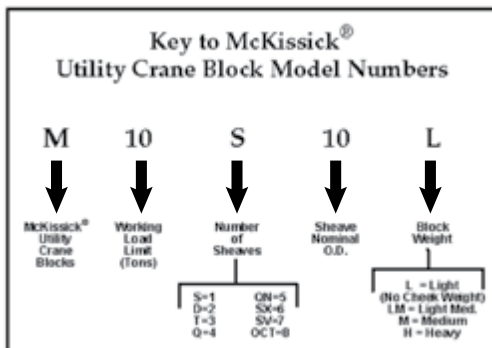 Key to McKissick®
Utility Crane Block Model Numbers
M 10 S 10 L
McKissick®
Utility
Crane
Blocks
Working
Load
Limit
(Tons)
Number
of
Sheaves
Sheave
Nominal
O.D.
Block
Weight
S=1 QN=5
D=2 SX=6
T=3 SV=7
Q=4 OCT=8
L = Light
(No Cheek Weight)
LM = Light Med.
M = Medium
H = Heavy